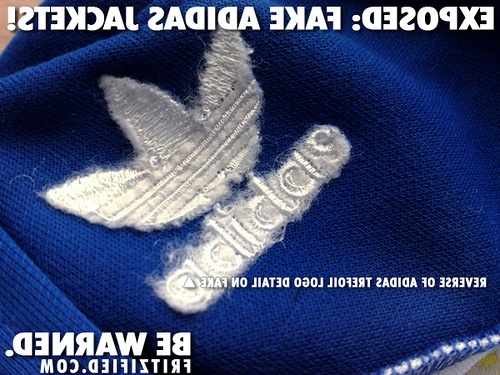 EXPOSED: FAKE ADIDAS JACKETS!
adidas
REVERSE OF ADIDAS TREFOIL LOGO DETAIL ON FAKE
BE WARNED.
FRITZIFIED.COM